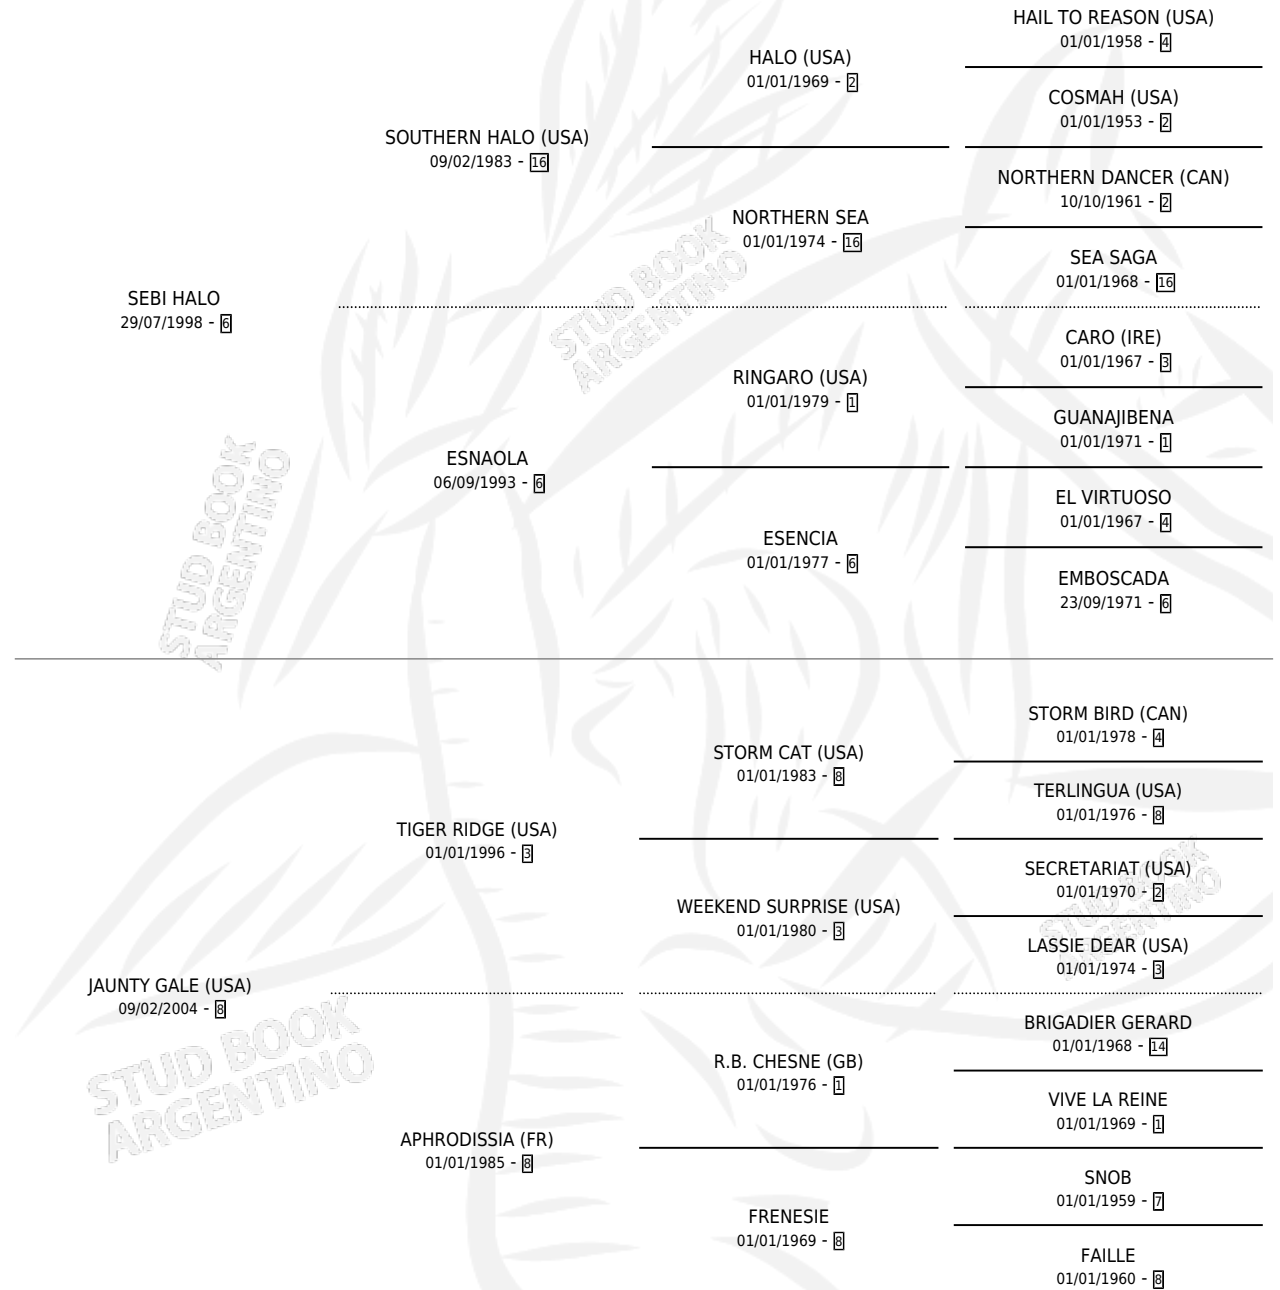 HAIL TO REASON (USA)
01/01/1958 - 4
HALO (USA)
01/01/1969 - 2
COSMAH (USA)
01/01/1953 - 2
SOUTHERN HALO (USA)
09/02/1983 - 16
NORTHERN DANCER (CAN)
10/10/1961 - 2
NORTHERN SEA
01/01/1974 - 16
SEA SAGA
01/01/1968 - 16
SEBI HALO
29/07/1998 - 6
CARO (IRE)
01/01/1967 - 3
RINGARO (USA)
01/01/1979 - 1
GUANAJIBENA
01/01/1971 - 1
ESNAOLA
06/09/1993 - 6
EL VIRTUOSO
01/01/1967 - 4
ESENCIA
01/01/1977 - 6
EMBOSCADA
23/09/1971 - 6
STUD BOOK
ARGENTINO
STUD BOOK
ARGENTINO
STORM BIRD (CAN)
01/01/1978 - 4
STORM CAT (USA)
01/01/1983 - 8
TERLINGUA (USA)
01/01/1976 - 8
TIGER RIDGE (USA)
01/01/1996 - 3
SECRETARIAT (USA)
01/01/1970 - 2
WEEKEND SURPRISE (USA)
01/01/1980 - 3
LASSIE DEAR (USA)
01/01/1974 - 3
JAUNTY GALE (USA)
09/02/2004 - 8
BRIGADIER GERARD
01/01/1968 - 14
R.B. CHESNE (GB)
01/01/1976 - 1
VIVE LA REINE
01/01/1969 - 1
APHRODISSIA (FR)
01/01/1985 - 8
SNOB
01/01/1959 - 7
FRENESIE
01/01/1969 - 8
FAILLE
01/01/1960 - 8
STUD BOOK
ARGENTINO
STUD BOOK
ARGENTINO